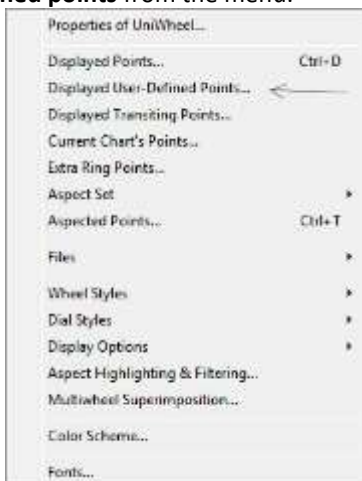 ned points from the menu.
Properties of UniWheel...
Displayed Points... Ctrl+D
Displayed User-Defined Points...
Displayed Transiting Points...
Current Chart's Points...
Extra Ring Points...
Aspect Set
Aspected Points... Ctrl+T
Files
Wheel Styles
Dial Styles
Display Options
Aspect Highlighting & Filtering...
Multiwheel Superimposition...
Color Scheme...
Fonts...